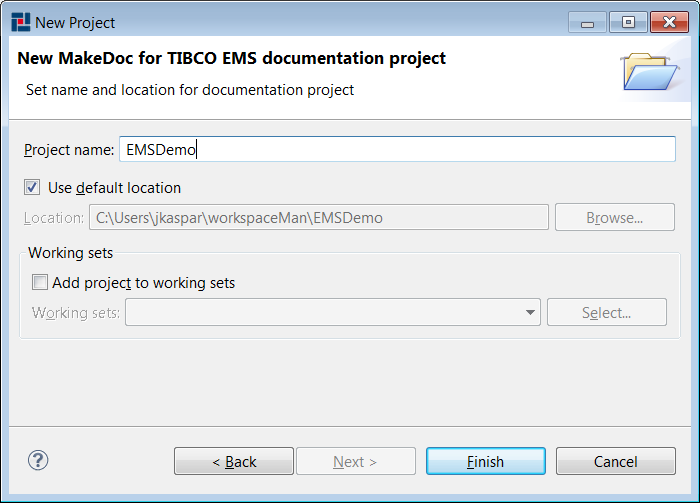 New Project
New MakeDoc for TIBCO EMS documentation project
Set name and location for documentation project
Project name: EMSDemo
Use default location
Location: C:\Users\jkaspar\workspaceMan\EMSDemo Browse...
Working sets
Add project to working sets
Working sets: Select...
? < Back Next > Finish Cancel